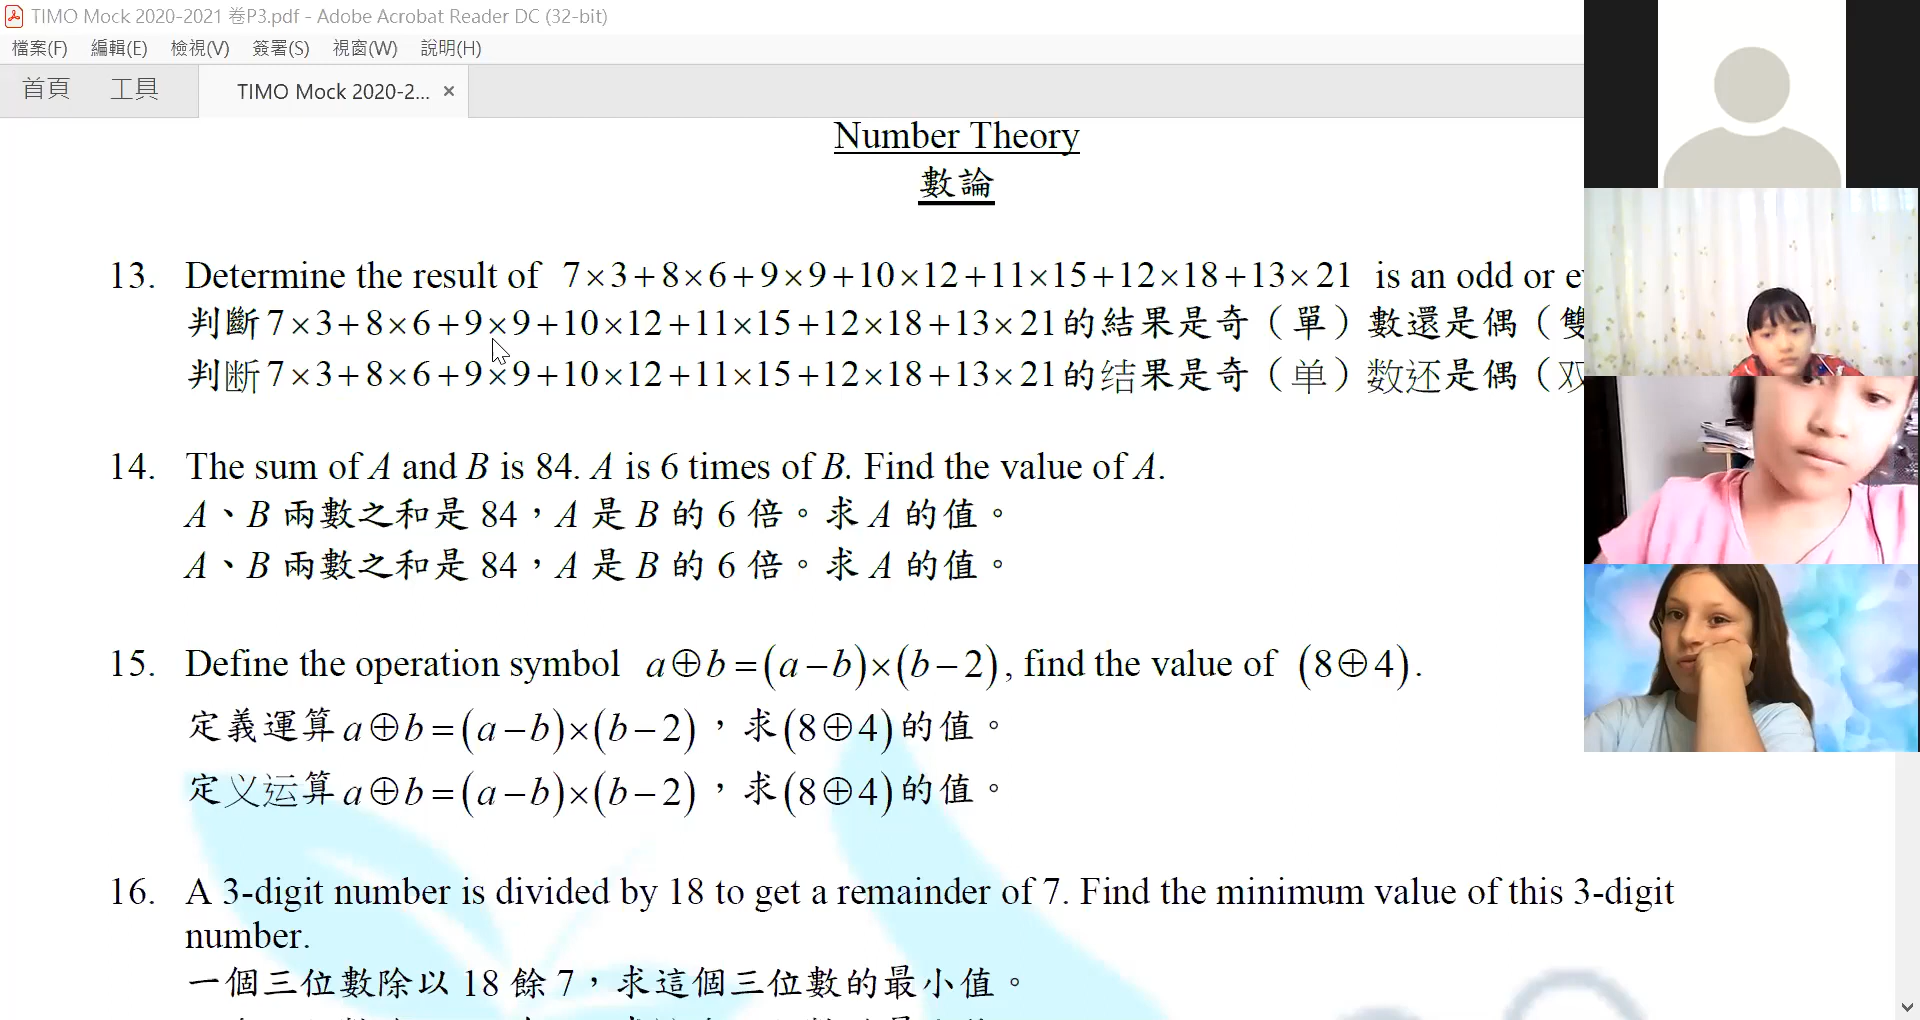 TIMO Mock 2020-2021 卷P3.pdf - Adobe Acrobat Reader DC (32-bit)
檔案(F) 編輯(E) 檢視(V) 簽署(S) 視窗(W) 說明(H)
首頁 工具 TIMO Mock 2020-2... ×
Number Theory
數論
13. Determine the result of 7×3+8×6+9×9+10×12+11×15+12×18+13×21 is an odd or e
判斷7×3+8×6+9×9+10×12+11×15+12×18+13×21的結果是奇（單）數還是偶（雙
判断7×3+8×6+9×9+10×12+11×15+12×18+13×21的结果是奇（单）数还是偶（双
14. The sum of A and B is 84. A is 6 times of B. Find the value of A.
A、B 兩數之和是 84，A 是 B 的 6 倍。求 A 的值。
A、B 兩數之和是 84，A 是 B 的 6 倍。求 A 的值。
15. Define the operation symbol a⊕b=(a−b)×(b−2), find the value of (8⊕4).
定義運算a⊕b=(a−b)×(b−2)，求(8⊕4)的值。
定义运算a⊕b=(a−b)×(b−2)，求(8⊕4)的值。
16. A 3-digit number is divided by 18 to get a remainder of 7. Find the minimum value of this 3-digit
number.
一個三位數除以 18 餘 7，求這個三位數的最小值。